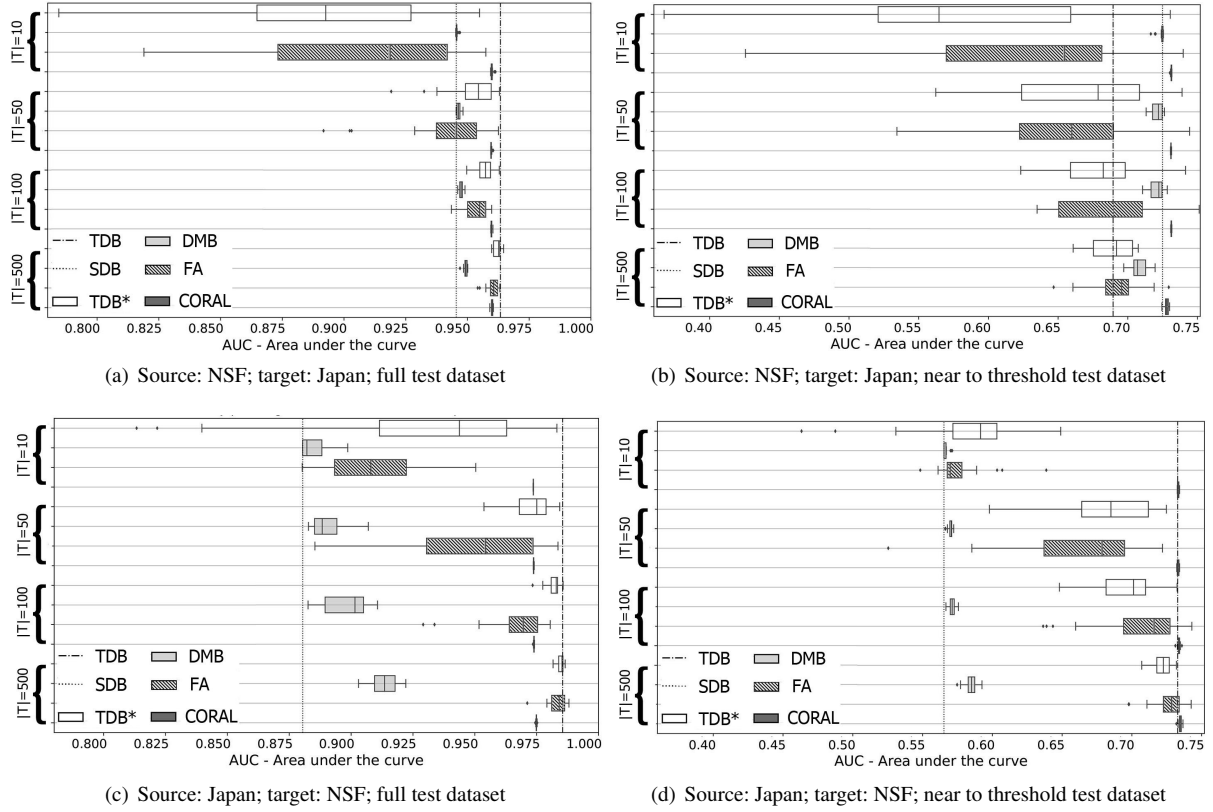 |T|=10
|T|=50
|T|=100
|T|=500
TDB
DMB
SDB
FA
TDB*
CORAL
0.800 0.825 0.850 0.875 0.900 0.925 0.950 0.975 1.000
AUC - Area under the curve
(a) Source: NSF; target: Japan; full test dataset
|T|=10
|T|=50
|T|=100
|T|=500
TDB
DMB
SDB
FA
TDB*
CORAL
0.40 0.45 0.50 0.55 0.60 0.65 0.70 0.75
AUC - Area under the curve
(b) Source: NSF; target: Japan; near to threshold test dataset
|T|=10
|T|=50
|T|=100
|T|=500
TDB
DMB
SDB
FA
TDB*
CORAL
0.800 0.825 0.850 0.875 0.900 0.925 0.950 0.975 1.000
AUC - Area under the curve
(c) Source: Japan; target: NSF; full test dataset
|T|=10
|T|=50
|T|=100
|T|=500
TDB
DMB
SDB
FA
TDB*
CORAL
0.40 0.45 0.50 0.55 0.60 0.65 0.70 0.75
AUC - Area under the curve
(d) Source: Japan; target: NSF; near to threshold test dataset